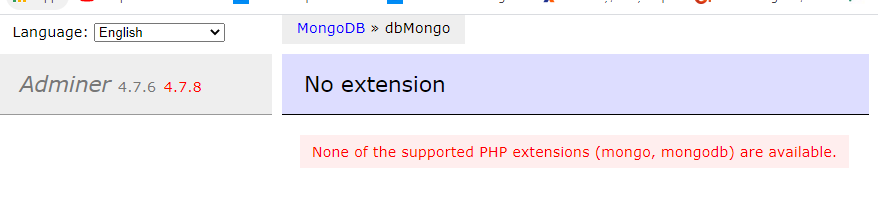 Language: English
MongoDB » dbMongo
Adminer 4.7.6 4.7.8
No extension
None of the supported PHP extensions (mongo, mongodb) are available.